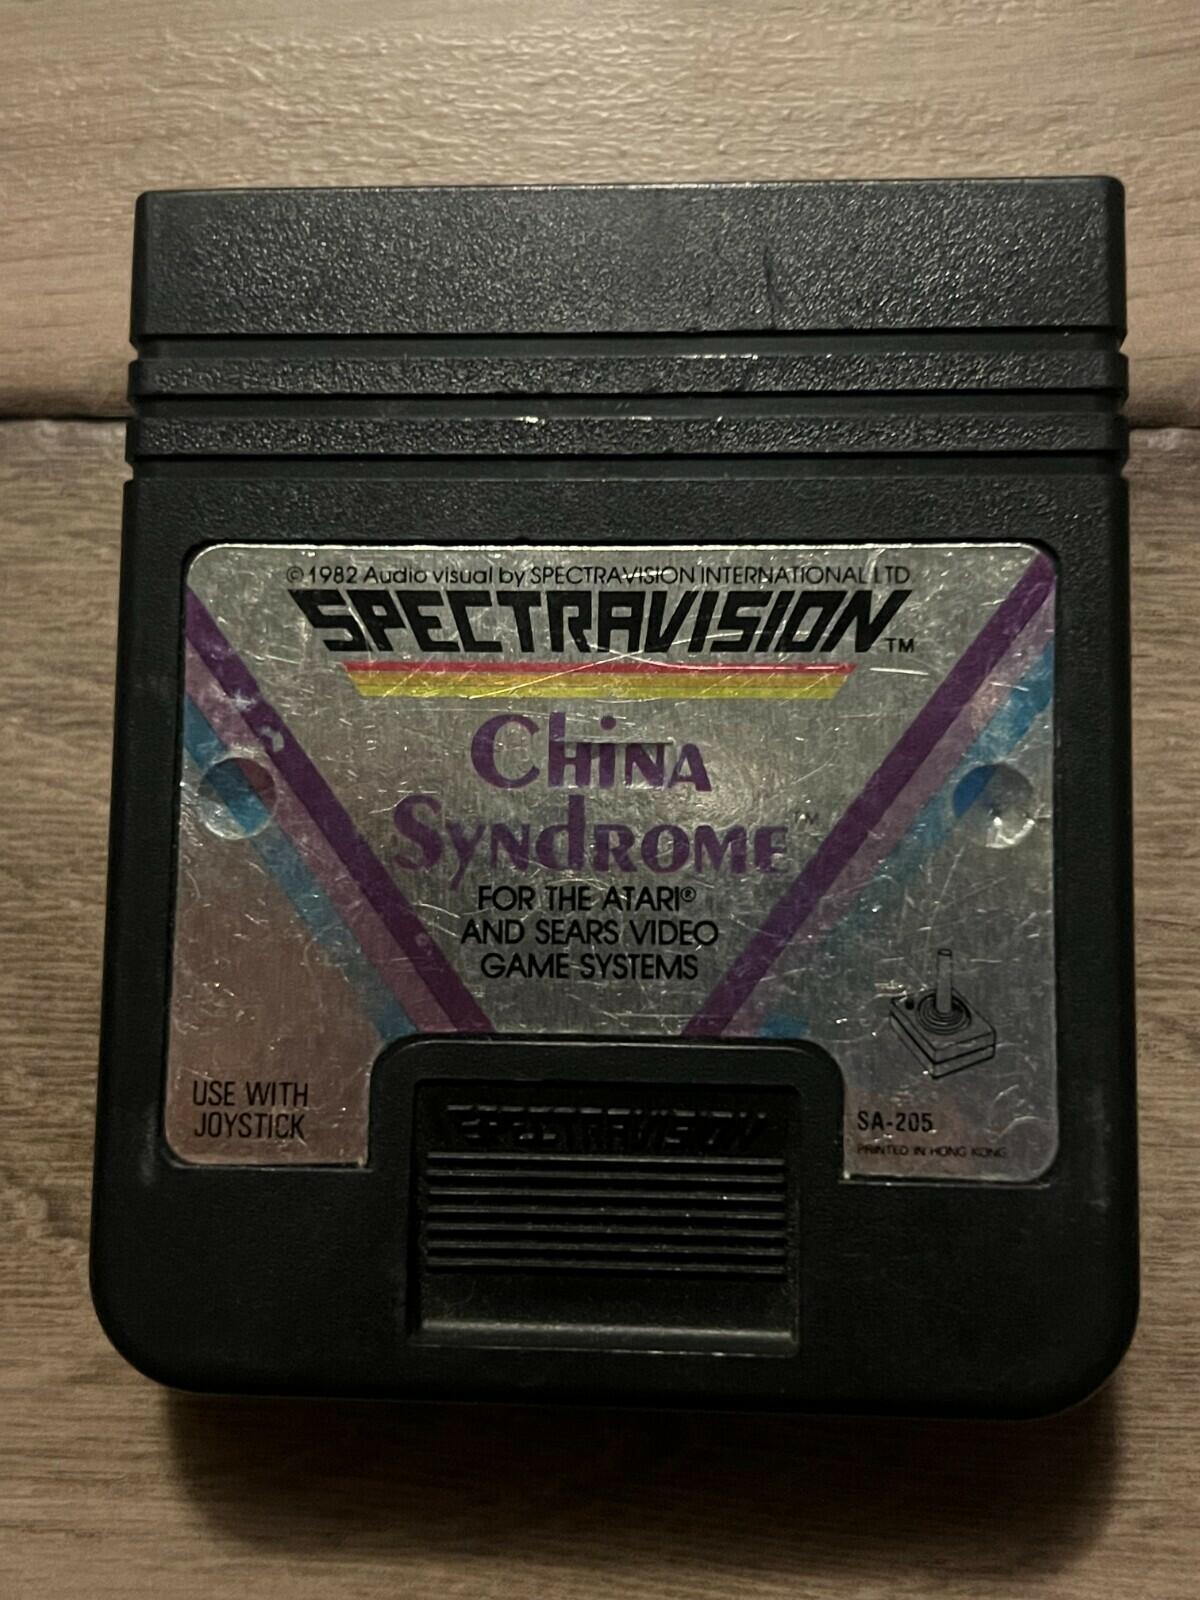 © 1982 Audio visual by SPECTRAVISION INTERNATIONAL LTD.
SPECTRAVISION™
China
Syndrome™
FOR THE ATARI®
AND SEARS VIDEO
GAME SYSTEMS
USE WITH
JOYSTICK
SA-205
PRINTED IN HONG KONG
SPECTRAVISION